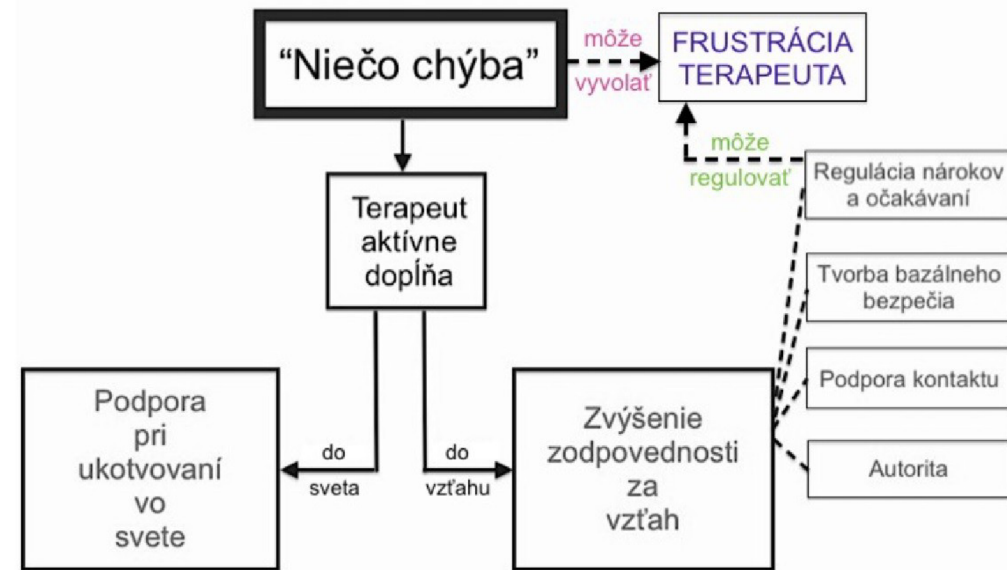 “Niečo chýba”
môže
vyvolať
FRUSTRÁCIA
TERAPEUTA
môže
regulovať
Regulácia nárokov
a očakávaní
Terapeut
aktívne
dopĺňa
Tvorba bazálneho
bezpečia
Podpora kontaktu
Autorita
Podpora
pri
ukotvovaní
vo
svete
do
sveta
do
vzťahu
Zvýšenie
zodpovednosti
za
vzťah